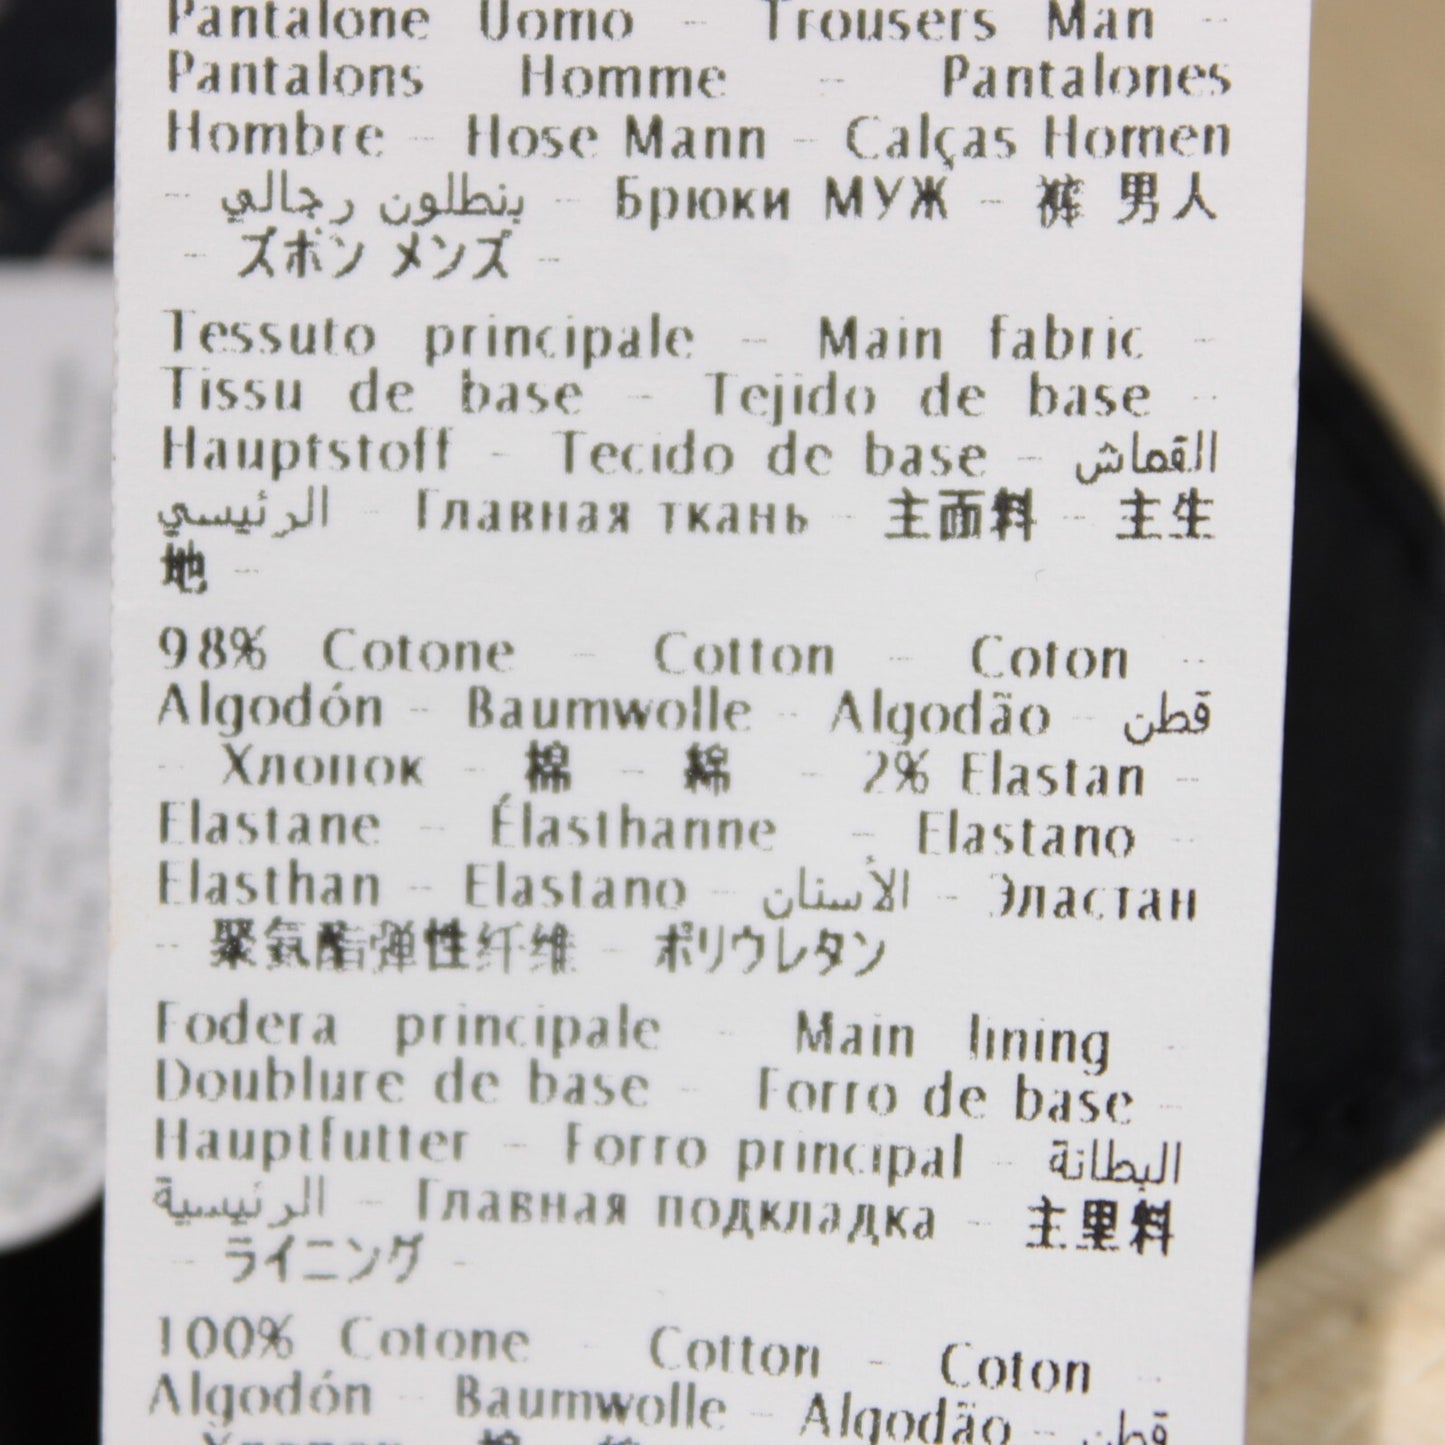 Pantalone Uomo - Trousers Man -
Pantalons Homme - Pantalones
Hombre - Hose Mann - Calças Homen
- بنطلون رجالي - Брюки МУЖ - 裤 男人
- ズボン メンズ -
Tessuto principale - Main fabric -
Tissu de base - Tejido de base -
Hauptstoff - Tecido de base - القماش
الرئيسي - Главная ткань - 主面料 - 主生
地 -
98% Cotone - Cotton - Coton -
Algodón - Baumwolle - Algodão - قطن
- Хлопок - 棉 - 綿 - 2% Elastan -
Elastane - Élasthanne - Elastano -
Elasthan - Elastano - الأستان - Эластан
- 聚氨酯弹性纤维 - ポリウレタン
Fodera principale - Main lining -
Doublure de base - Forro de base -
Hauptfutter - Forro principal - البطانة
الرئيسية - Главная подкладка - 主里料
- ライニング -
100% Cotone - Cotton - Coton -
Algodón - Baumwolle - Algodão - قطن